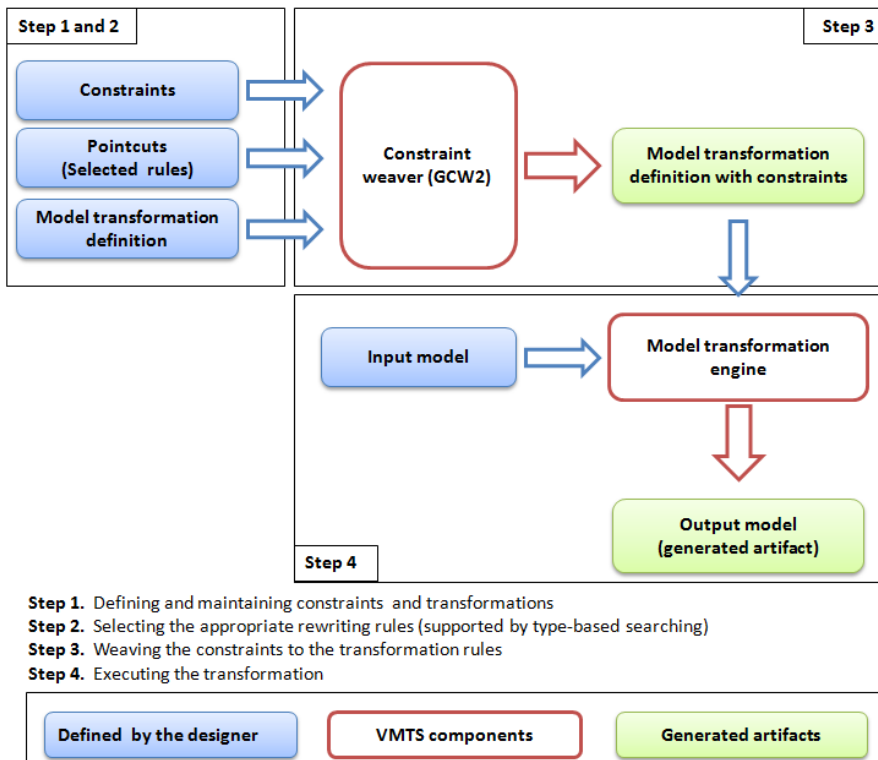 Step 1 and 2
Step 3
Constraints
Pointcuts
(Selected rules)
Model transformation
definition
Constraint
weaver (GCW2)
Model transformation
definition with constraints
Input model
Model transformation
engine
Output model
(generated artifact)
Step 4
Step 1. Defining and maintaining constraints and transformations
Step 2. Selecting the appropriate rewriting rules (supported by type-based searching)
Step 3. Weaving the constraints to the transformation rules
Step 4. Executing the transformation
Defined by the designer
VMTS components
Generated artifacts